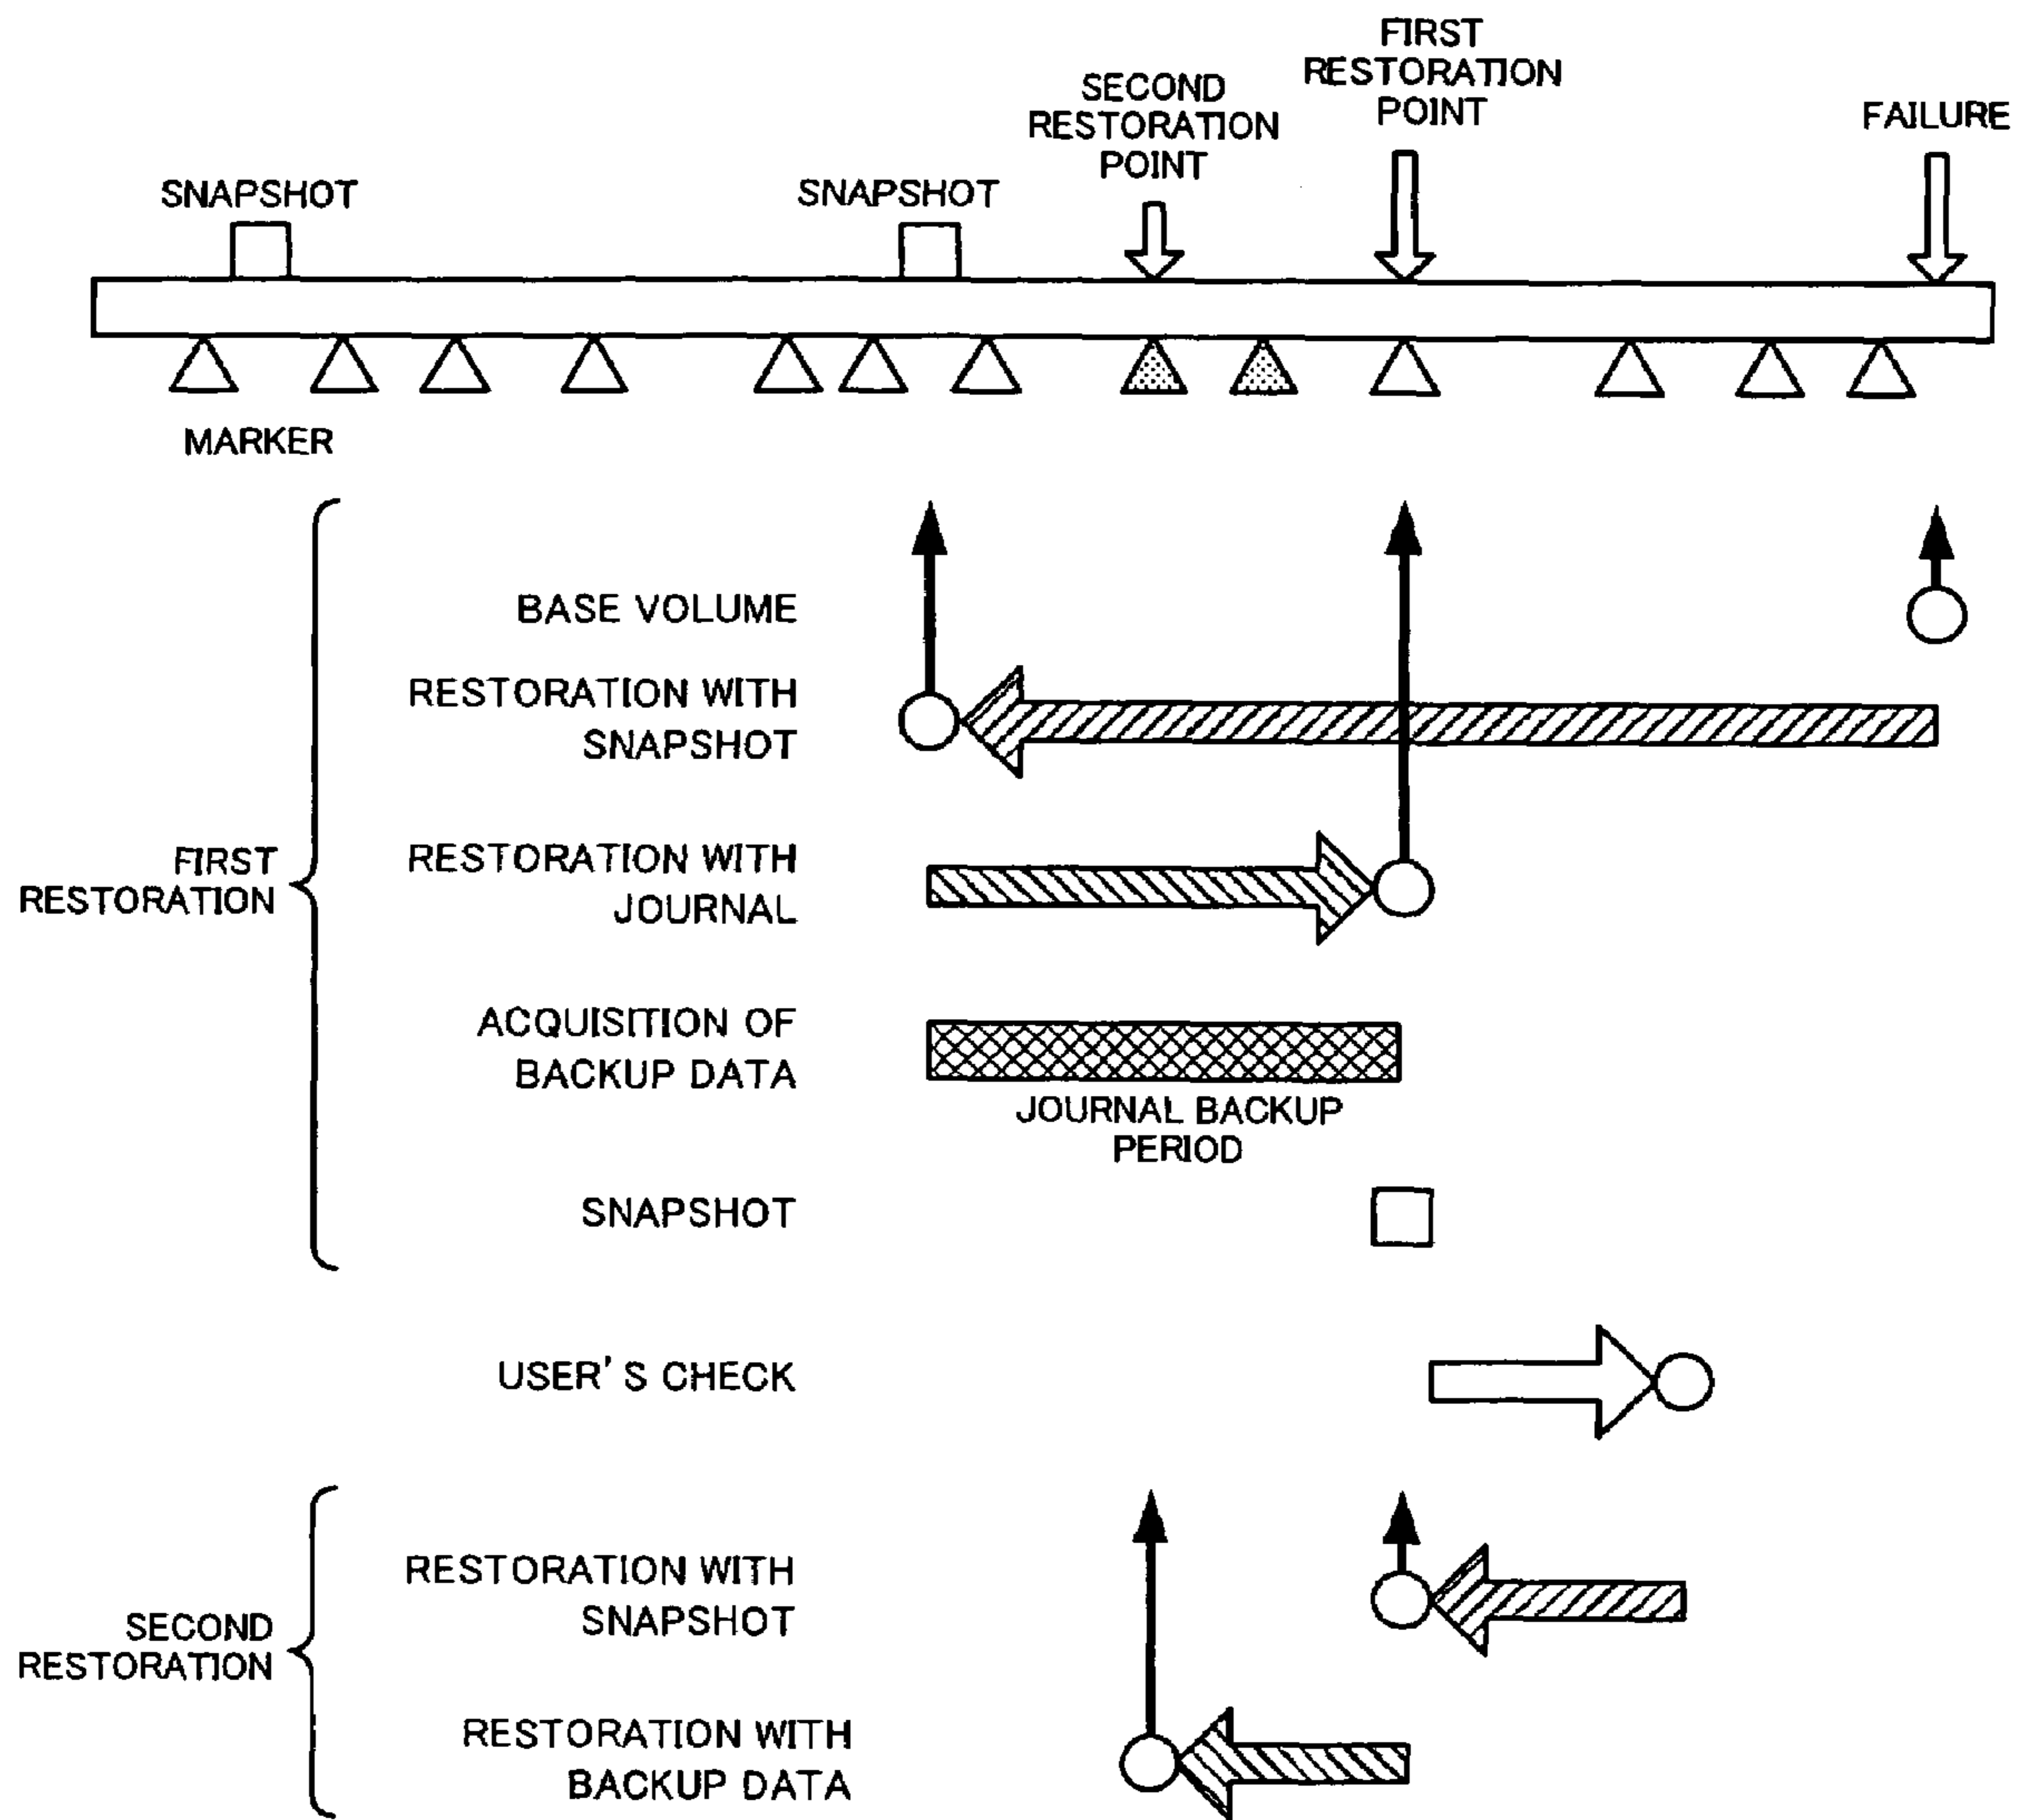 FIRST
RESTORATION
POINT
SECOND
RESTORATION
POINT
FAILURE
SNAPSHOT
SNAPSHOT
MARKER
BASE VOLUME
RESTORATION WITH
SNAPSHOT
FIRST
RESTORATION
RESTORATION WITH
JOURNAL
ACQUISITION OF
BACKUP DATA
JOURNAL BACKUP
PERIOD
SNAPSHOT
USER'S CHECK
SECOND
RESTORATION
RESTORATION WITH
SNAPSHOT
RESTORATION WITH
BACKUP DATA